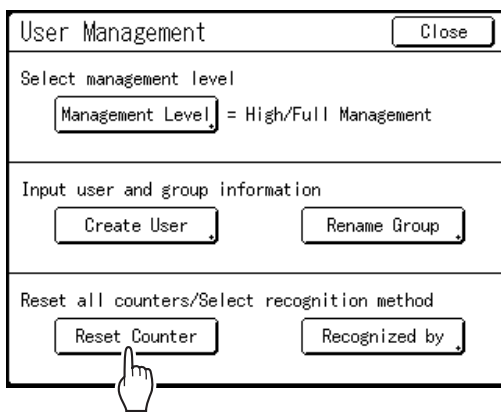 User Management Close
Select management level
Management Level = High/Full Management
Input user and group information
Create User Rename Group
Reset all counters/Select recognition method
Reset Counter Recognized by